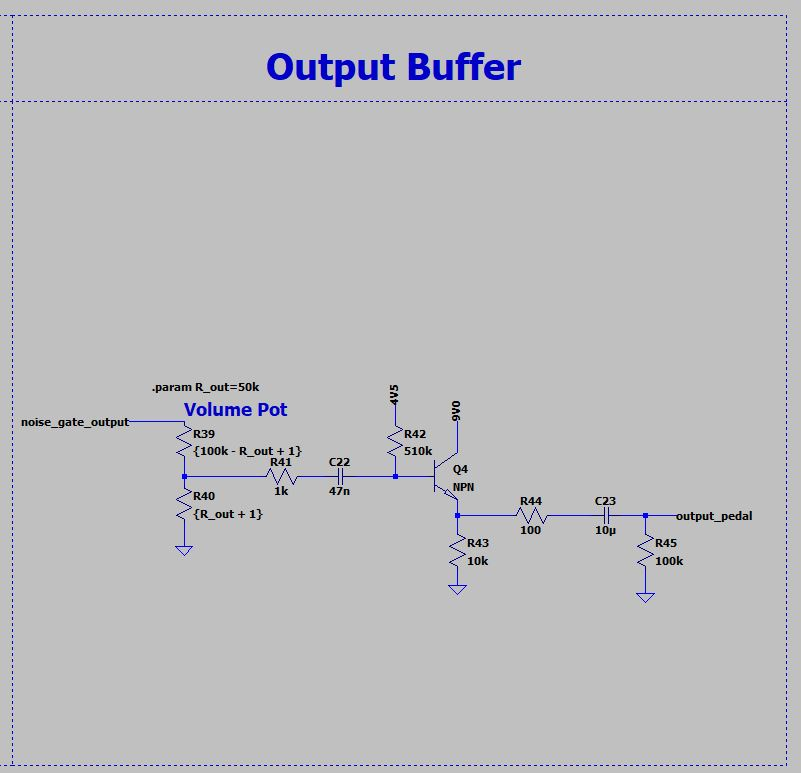 Output Buffer
.param R_out=50k
Volume Pot
noise_gate_output
R39
{100k - R_out + 1}
R40
{R_out + 1}
R41
1k
C22
47n
4V5
R42
510k
9V0
Q4
NPN
R43
10k
R44
100
C23
10µ
output_pedal
R45
100k